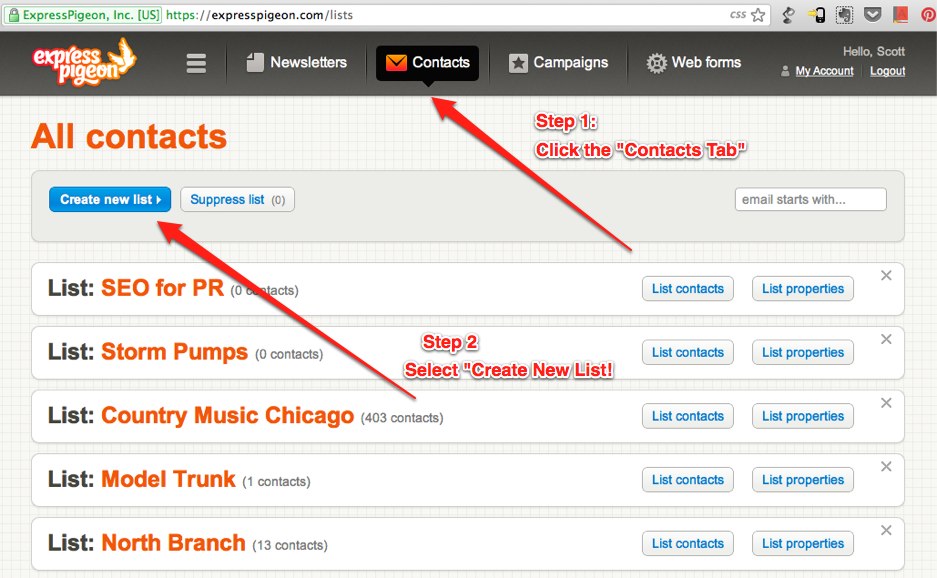 ExpressPigeon, Inc. [US] https://expresspigeon.com/lists css
express pigeon Newsletters Contacts Campaigns Web forms
Hello, Scott
My Account Logout
Step 1:
Click the "Contacts Tab"
All contacts
Create new list Suppress list (0) email starts with...
List: SEO for PR (0 contacts) List contacts List properties
Step 2
Select "Create New List!
List: Storm Pumps (0 contacts) List contacts List properties
List: Country Music Chicago (403 contacts) List contacts List properties
List: Model Trunk (1 contacts) List contacts List properties
List: North Branch (13 contacts) List contacts List properties